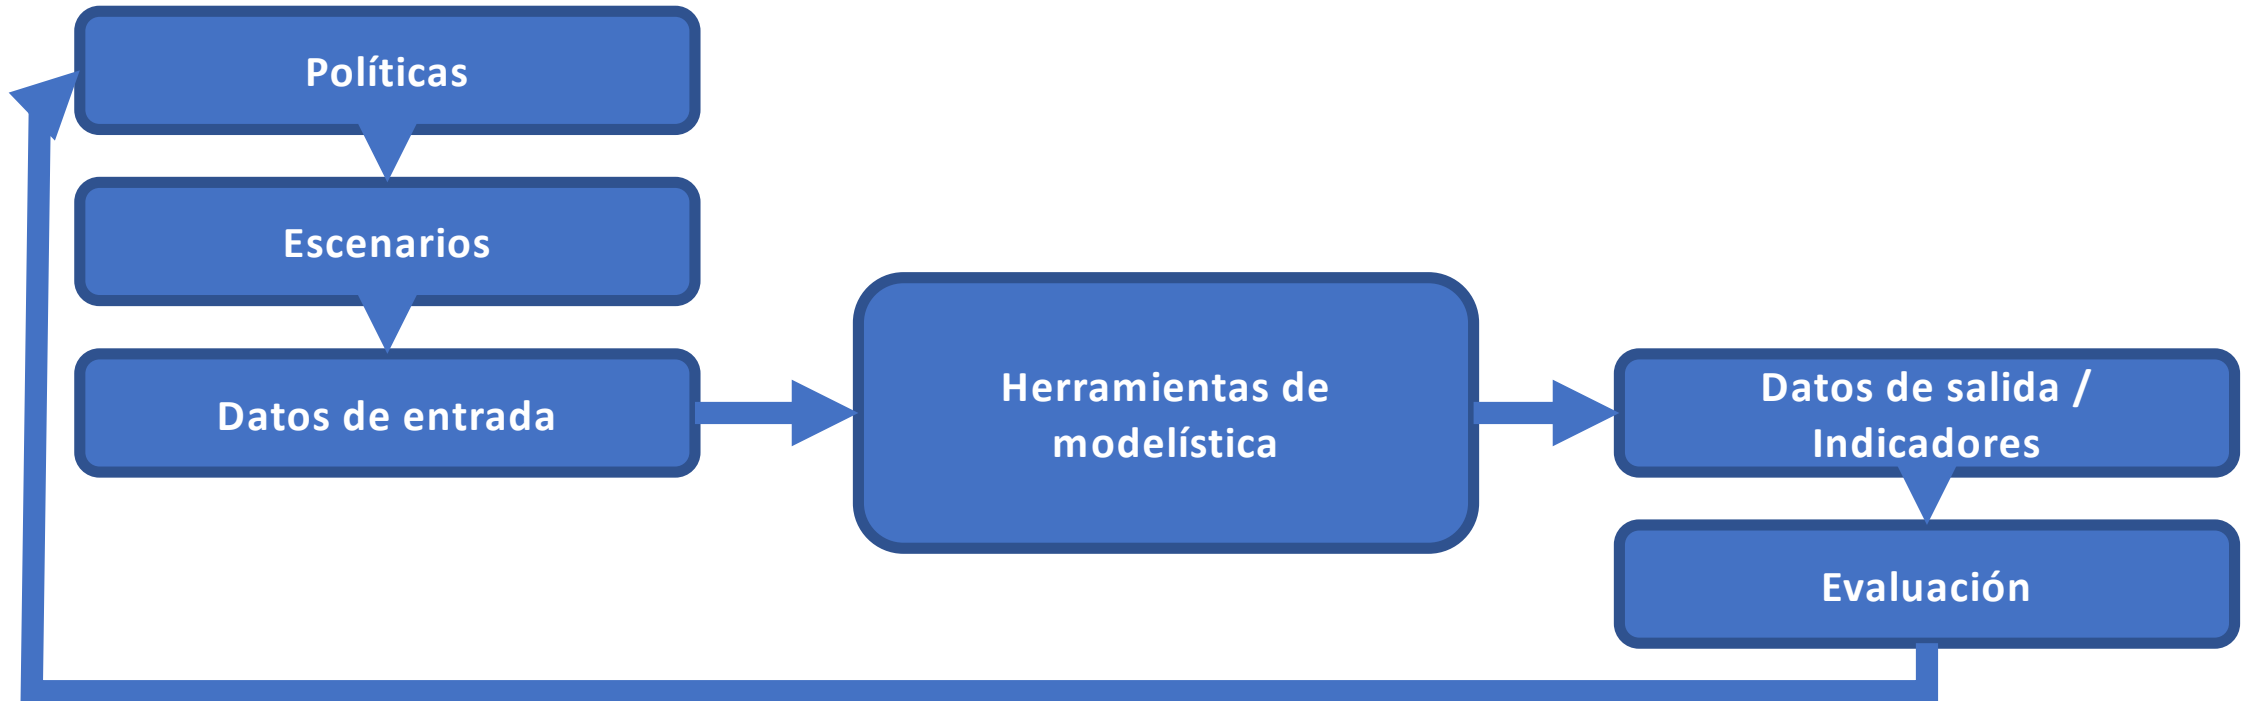 Políticas
Escenarios
Datos de entrada
Herramientas de
modelística
Datos de salida /
Indicadores
Evaluación